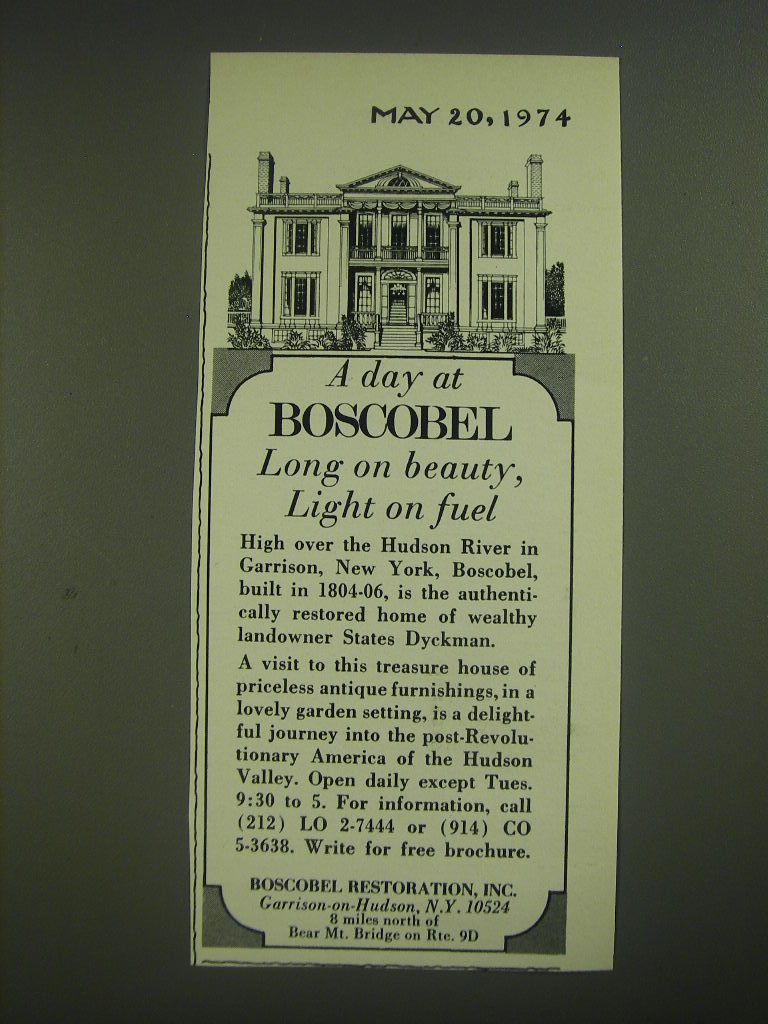 MAY 20, 1974
A day at
BOSCOBEL
Long on beauty,
Light on fuel
High over the Hudson River in
Garrison, New York, Boscobel,
built in 1804-06, is the authenti-
cally restored home of wealthy
landowner States Dyckman.
A visit to this treasure house of
priceless antique furnishings, in a
lovely garden setting, is a delight-
ful journey into the post-Revolu-
tionary America of the Hudson
Valley. Open daily except Tues.
9:30 to 5. For information, call
(212) LO 2-7444 or (914) CO
5-3638. Write for free brochure.
BOSCOBEL RESTORATION, INC.
Garrison-on-Hudson, N.Y. 10524
8 miles north of
Bear Mt. Bridge on Rte. 9D